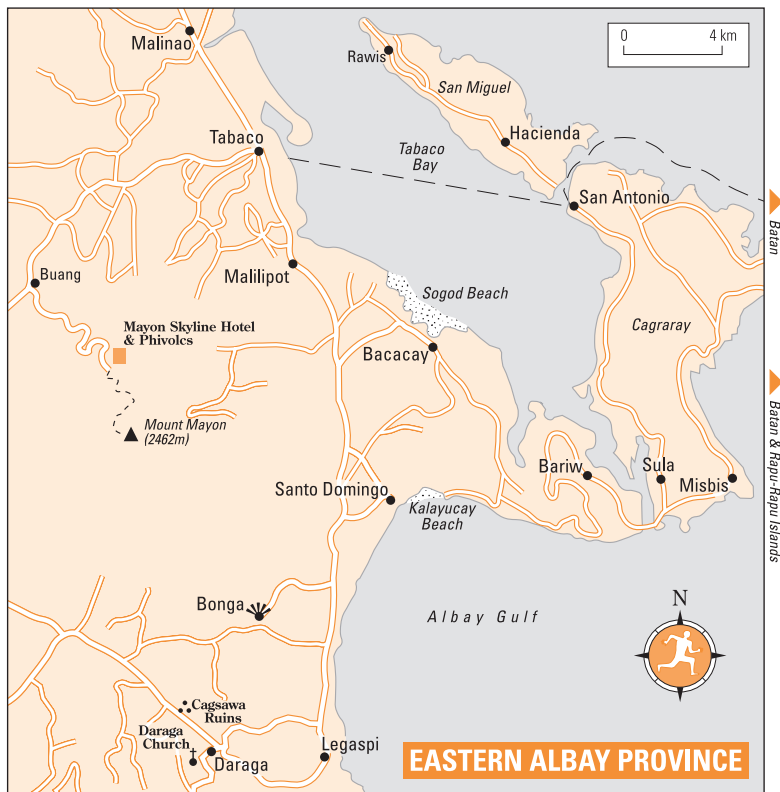 Malinao
Rawis
San Miguel
0 4 km
Tabaco
Hacienda
Tabaco
Bay
San Antonio
Batan
Buang
Malilipot
Sogod Beach
Mayon Skyline Hotel
& Phivolcs
Cagraray
Bacacay
Mount Mayon
(2462m)
Batan & Rapu-Rapu Islands
Bariw
Sula
Misbis
Santo Domingo
Kalayucay
Beach
Bonga
Albay Gulf
N
Cagsawa
Ruins
Daraga
Church
Daraga
Legaspi
EASTERN ALBAY PROVINCE